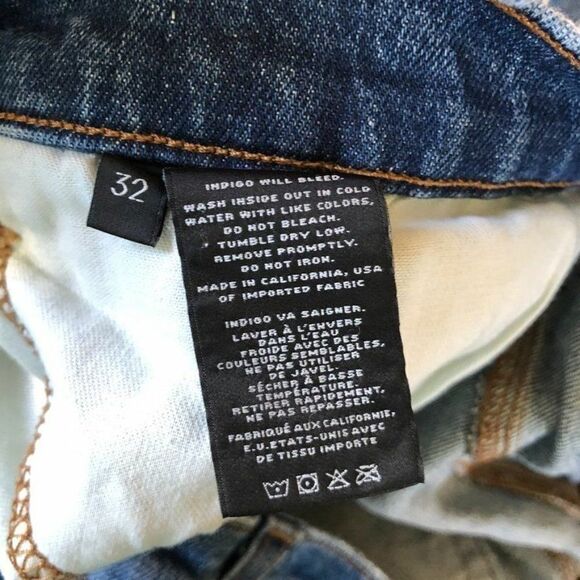 32
INDIGO WILL BLEED.
WASH INSIDE OUT IN COLD
WATER WITH LIKE COLORS,
DO NOT BLEACH.
TUMBLE DRY LOW.
REMOVE PROMPTLY.
DO NOT IRON.
MADE IN CALIFORNIA, USA
OF IMPORTED FABRIC
INDIGO VA SAIGNER.
LAVER À L'ENVERS
DANS L'EAU
FROIDE AVEC DES
COULEURS SEMBLABLES,
NE PAS UTILISER
DE JAVEL.
SÉCHER À BASSE
TEMPÉRATURE.
RETIRER RAPIDEMENT,
NE PAS REPASSER.
FABRIQUÉ AUX CALIFORNIE,
E.U.ETATS-UNIS AVEC
DE TISSU IMPORTE